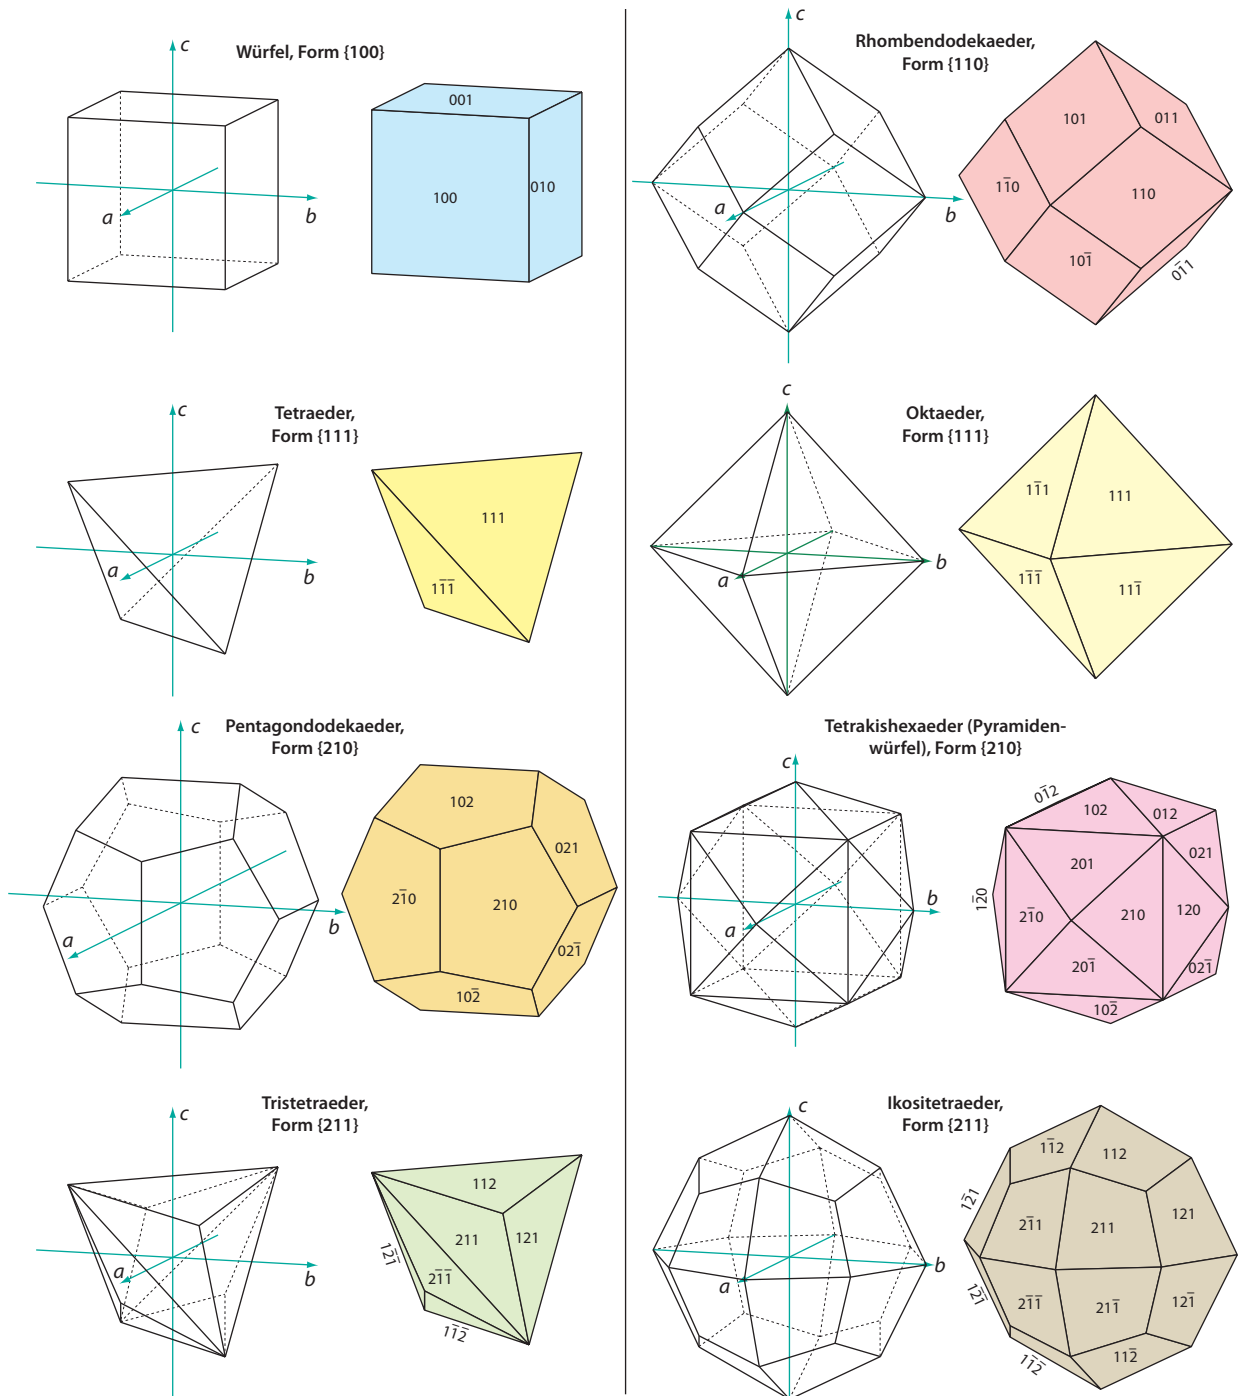 c
Würfel, Form {100}
001
100
010
a
b
c
Rhombendodekaeder,
Form {110}
101
011
11̅0
110
101̅
01̅1
a
b
c
Tetraeder,
Form {111}
111
11̅1̅
a
b
c
Oktaeder,
Form {111}
11̅1
111
11̅1̅
111̅
a
b
c
Pentagondodekaeder,
Form {210}
102
021
21̅0
210
021̅
102̅
a
b
Tetrakishexaeder (Pyramiden-
würfel), Form {210}
c
01̅2
102
012
201
021
12̅0
21̅0
210
120
201̅
021̅
102̅
a
b
c
Tristetraeder,
Form {211}
112
211
121
12̅1̅
21̅1̅
11̅2̅
a
b
c
Ikositetraeder,
Form {211}
11̅2
112
12̅1
121
21̅1
211
12̅1̅
21̅1̅
211̅
121̅
11̅2̅
112̅
a
b